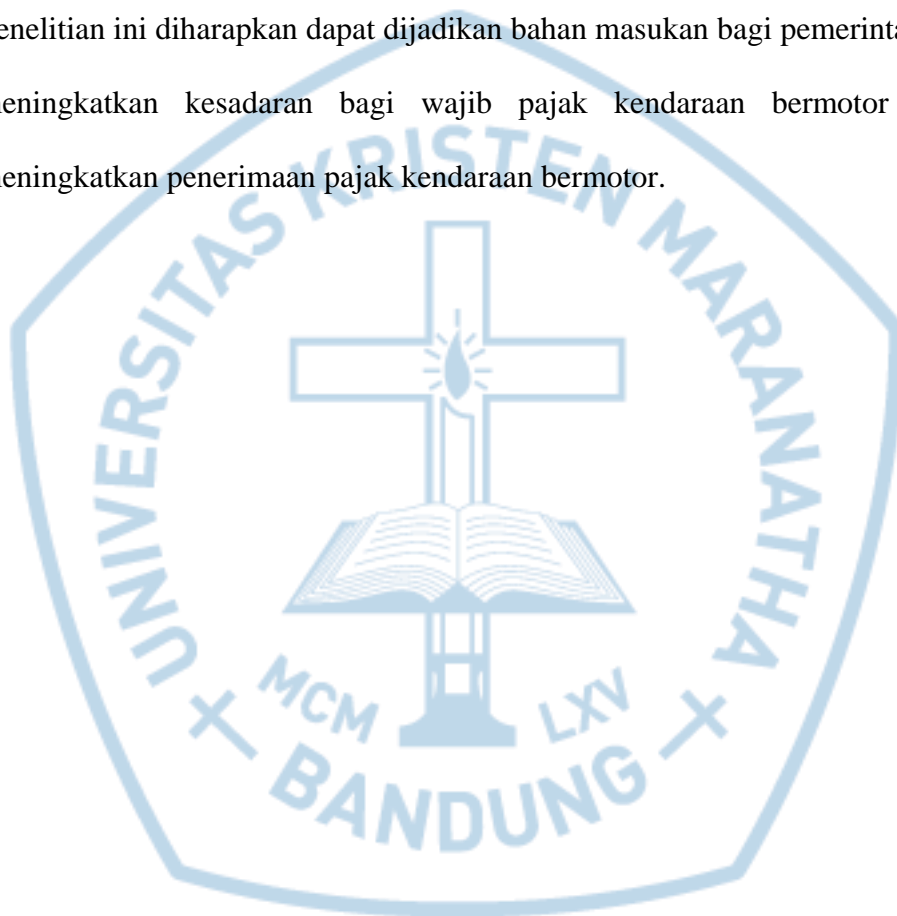 enelitian ini diharapkan dapat dijadikan bahan masukan bagi pemerinta
eningkatkan kesadaran bagi wajib pajak kendaraan bermotor
eningkatkan penerimaan pajak kendaraan bermotor.
UNIVERSITAS KRISTEN MARANATHA
MCM LXV
BANDUNG